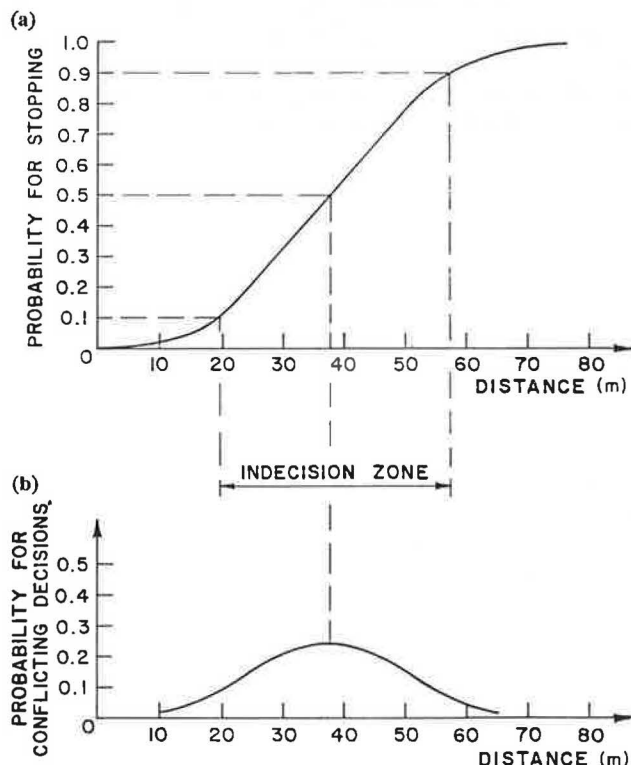 (a)
PROBABILITY FOR STOPPING
1.0
0.9
0.8
0.7
0.6
0.5
0.4
0.3
0.2
0.1
0
10 20 30 40 50 60 70 80
DISTANCE (m)
INDECISION ZONE
(b)
PROBABILITY FOR
CONFLICTING DECISIONS.
0.5
0.4
0.3
0.2
0.1
0
10 20 30 40 50 60 70 80
DISTANCE (m)